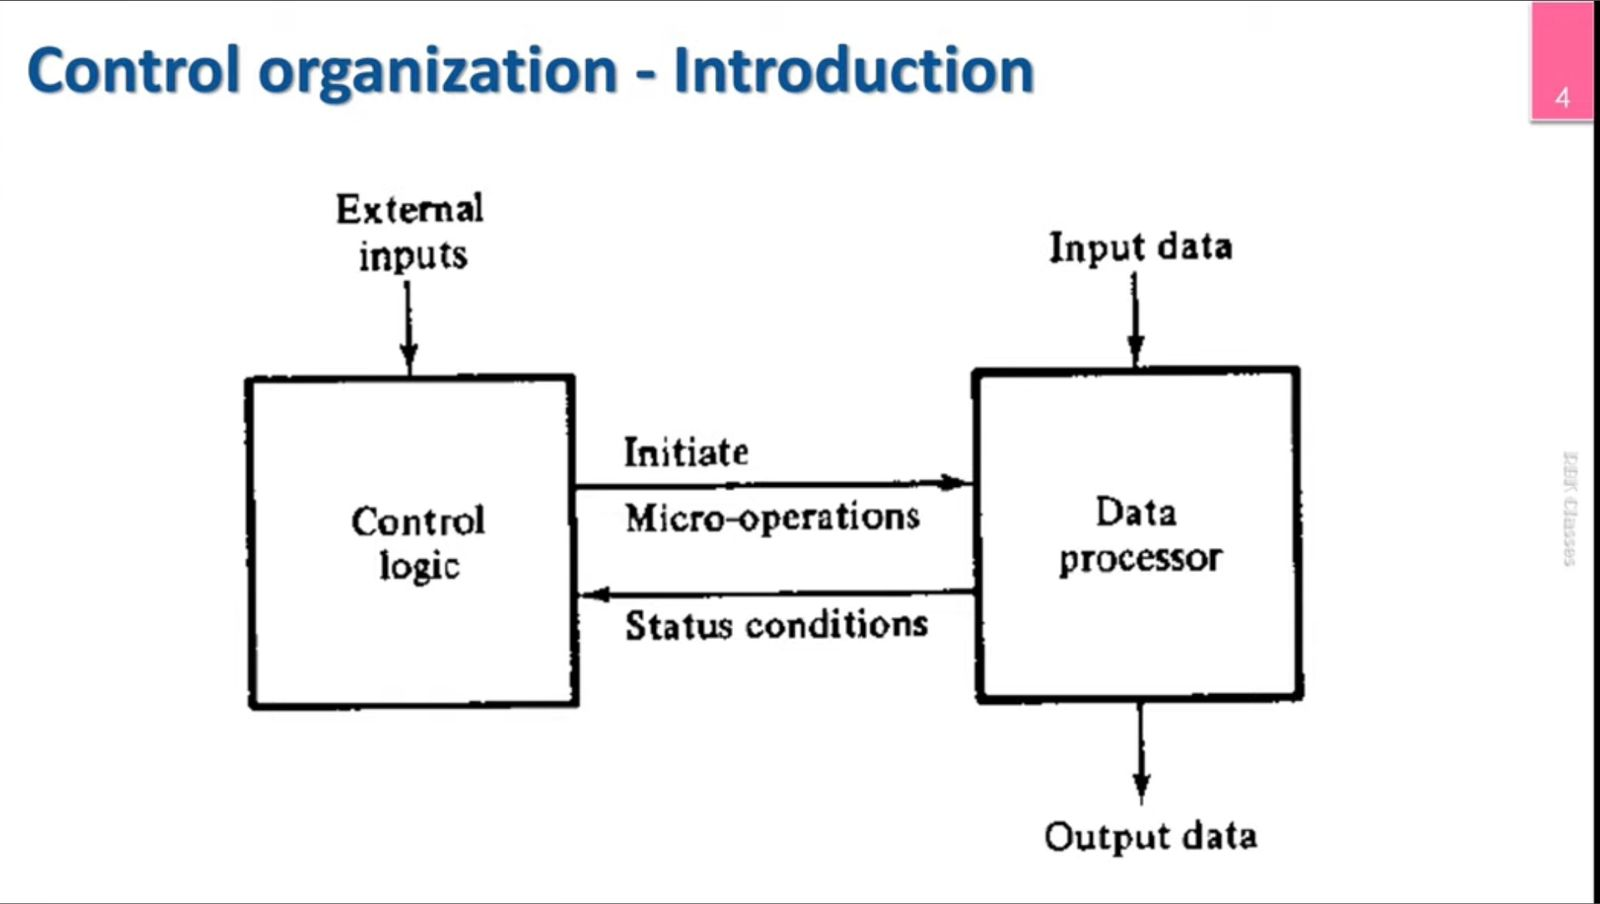 Control organization - Introduction
4
External
inputs
Input data
Initiate
Micro-operations
Control
logic
Data
processor
Status conditions
Output data